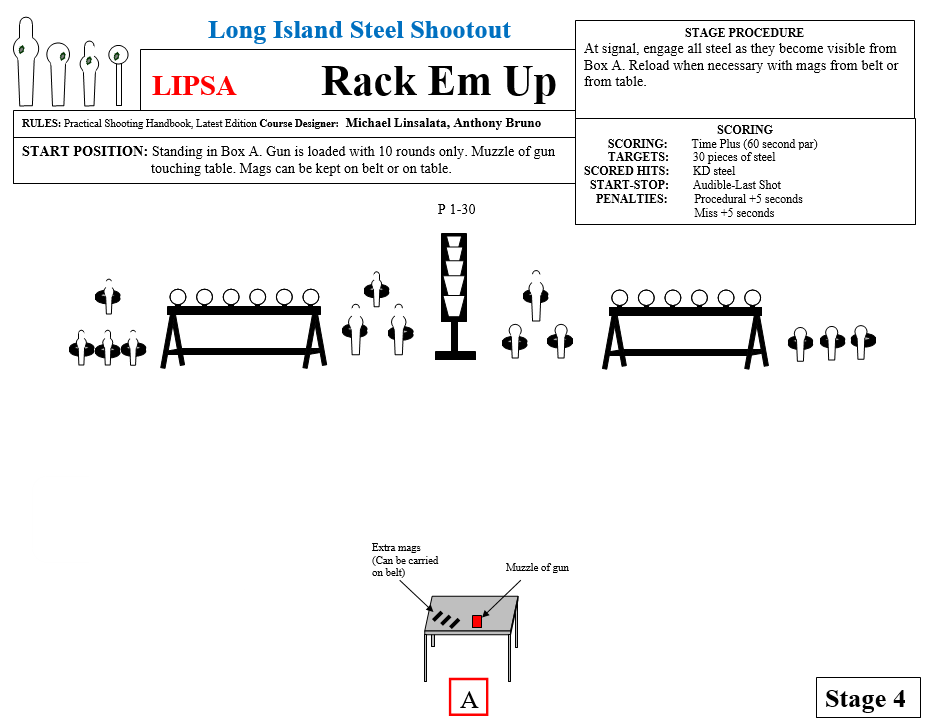 Long Island Steel Shootout
LIPSA Rack Em Up
RULES: Practical Shooting Handbook, Latest Edition Course Designer: Michael Linsalata, Anthony Bruno
START POSITION: Standing in Box A. Gun is loaded with 10 rounds only. Muzzle of gun
touching table. Mags can be kept on belt or on table.
STAGE PROCEDURE
At signal, engage all steel as they become visible from
Box A. Reload when necessary with mags from belt or
from table.
SCORING
SCORING: Time Plus (60 second par)
TARGETS: 30 pieces of steel
SCORED HITS: KD steel
START-STOP: Audible-Last Shot
PENALTIES: Procedural +5 seconds
Miss +5 seconds
P 1-30
Extra mags
(Can be carried
on belt)
Muzzle of gun
A
Stage 4